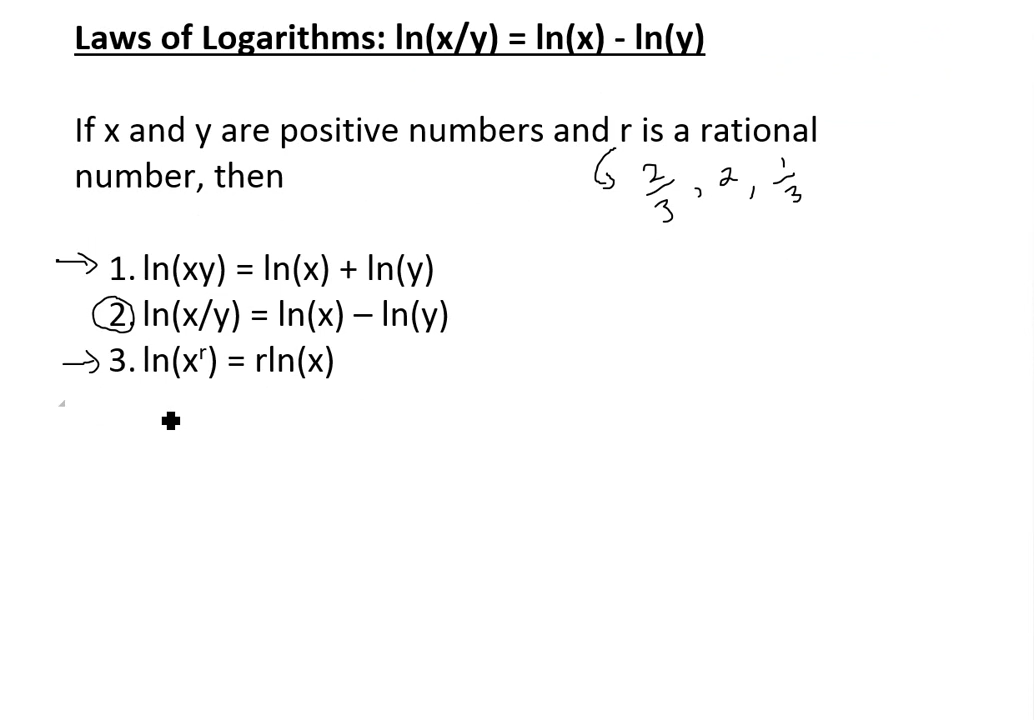 Laws of Logarithms: ln(x/y) = ln(x) - ln(y)
If x and y are positive numbers and r is a rational
number, then
2/3, 2, 1/3
1. ln(xy) = ln(x) + ln(y)
2. ln(x/y) = ln(x) – ln(y)
3. ln(xʳ) = rln(x)